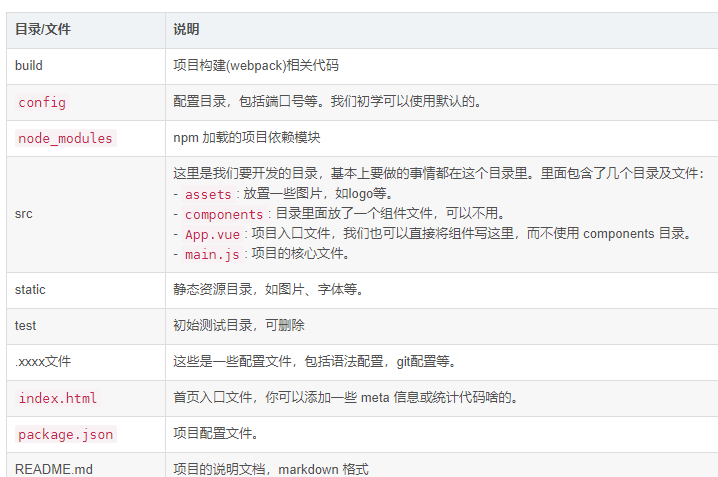 目录/文件 说明
build 项目构建(webpack)相关代码
config 配置目录，包括端口号等。我们初学可以使用默认的。
node_modules npm 加载的项目依赖模块
src
这里是我们要开发的目录，基本上要做的事情都在这个目录里。里面包含了几个目录及文件：
- assets：放置一些图片，如logo等。
- components：目录里面放了一个组件文件，可以不用。
- App.vue：项目入口文件，我们也可以直接将组件写这里，而不使用 components 目录。
- main.js：项目的核心文件。
static 静态资源目录，如图片、字体等。
test 初始测试目录，可删除
.xxxx文件 这些是一些配置文件，包括语法配置，git配置等。
index.html 首页入口文件，你可以添加一些 meta 信息或统计代码啥的。
package.json 项目配置文件。
README.md 项目的说明文档，markdown 格式